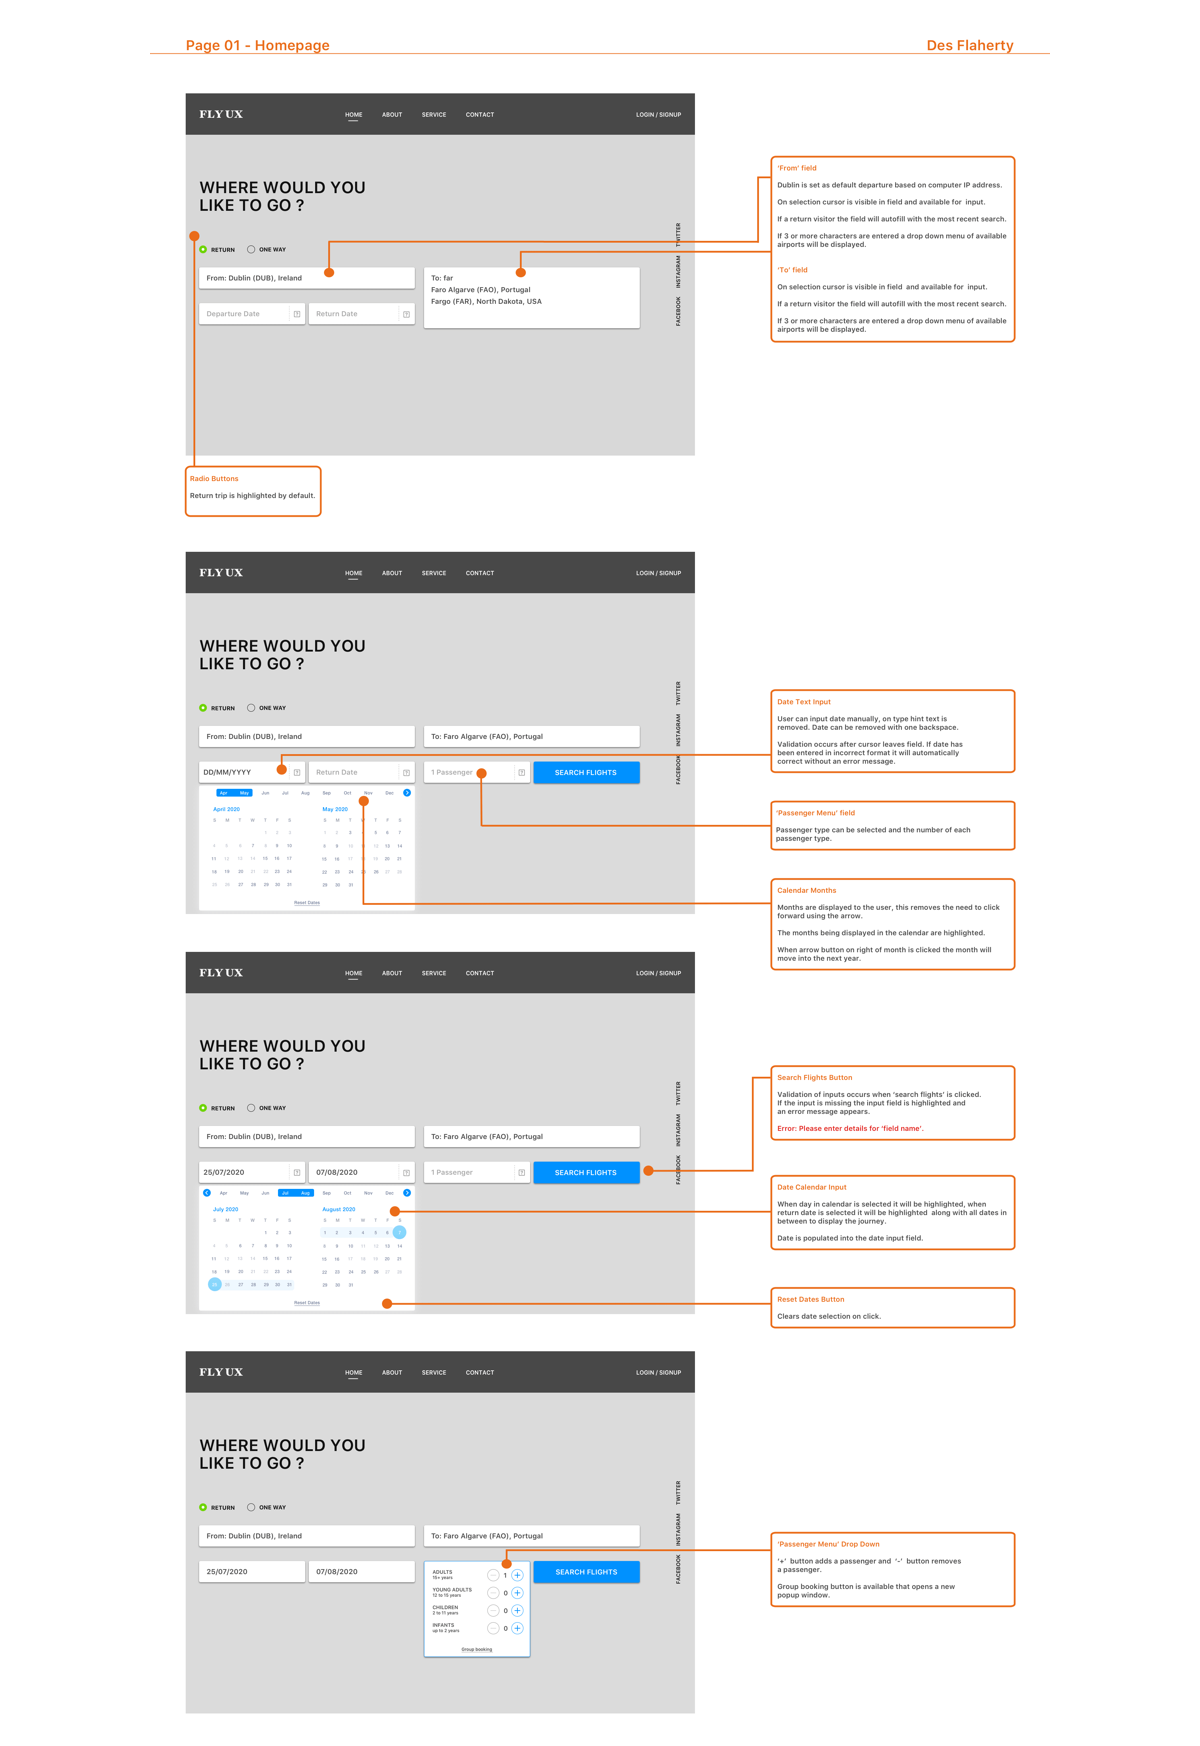 Page 01 - Homepage
Des Flaherty
FLY UX
HOME
ABOUT
SERVICE
CONTACT
LOGIN / SIGNUP
WHERE WOULD YOU
LIKE TO GO ?
RETURN
ONE WAY
From: Dublin (DUB), Ireland
To: far
Faro Algarve (FAO), Portugal
Fargo (FAR), North Dakota, USA
Departure Date
Return Date
TWITTER
INSTAGRAM
FACEBOOK
'From' field
Dublin is set as default departure based on computer IP address.
On selection cursor is visible in field and available for input.
If a return visitor the field will autofill with the most recent search.
If 3 or more characters are entered a drop down menu of available
airports will be displayed.
'To' field
On selection cursor is visible in field and available for input.
If a return visitor the field will autofill with the most recent search.
If 3 or more characters are entered a drop down menu of available
airports will be displayed.
Radio Buttons
Return trip is highlighted by default.
FLY UX
HOME
ABOUT
SERVICE
CONTACT
LOGIN / SIGNUP
WHERE WOULD YOU
LIKE TO GO ?
RETURN
ONE WAY
From: Dublin (DUB), Ireland
To: Faro Algarve (FAO), Portugal
DD/MM/YYYY
Return Date
1 Passenger
SEARCH FLIGHTS
TWITTER
INSTAGRAM
FACEBOOK
Apr May Jun Jul Aug Sep Oct Nov Dec
April 2020
May 2020
S M T W T F S
Reset Dates
Date Text Input
User can input date manually, on type hint text is
removed. Date can be removed with one backspace.
Validation occurs after cursor leaves field. If date has
been entered in incorrect format it will automatically
correct without an error message.
'Passenger Menu' field
Passenger type can be selected and the number of each
passenger type.
Calendar Months
Months are displayed to the user, this removes the need to click
forward using the arrow.
The months being displayed in the calendar are highlighted.
When arrow button on right of month is clicked the month will
move into the next year.
FLY UX
HOME
ABOUT
SERVICE
CONTACT
LOGIN / SIGNUP
WHERE WOULD YOU
LIKE TO GO ?
RETURN
ONE WAY
From: Dublin (DUB), Ireland
To: Faro Algarve (FAO), Portugal
25/07/2020
07/08/2020
1 Passenger
SEARCH FLIGHTS
TWITTER
INSTAGRAM
FACEBOOK
Apr May Jun Jul Aug Sep Oct Nov Dec
July 2020
August 2020
S M T W T F S
Reset Dates
Search Flights Button
Validation of inputs occurs when 'search flights' is clicked.
If the input is missing the input field is highlighted and
an error message appears.
Error: Please enter details for 'field name'.
Date Calendar Input
When day in calendar is selected it will be highlighted, when
return date is selected it will be highlighted along with all dates in
between to display the journey.
Date is populated into the date input field.
Reset Dates Button
Clears date selection on click.
FLY UX
HOME
ABOUT
SERVICE
CONTACT
LOGIN / SIGNUP
WHERE WOULD YOU
LIKE TO GO ?
RETURN
ONE WAY
From: Dublin (DUB), Ireland
To: Faro Algarve (FAO), Portugal
25/07/2020
07/08/2020
ADULTS
15+ years
1
YOUNG ADULTS
12 to 15 years
0
CHILDREN
2 to 11 years
0
INFANTS
up to 2 years
0
Group booking
SEARCH FLIGHTS
TWITTER
INSTAGRAM
FACEBOOK
'Passenger Menu' Drop Down
'+' button adds a passenger and '-' button removes
a passenger.
Group booking button is available that opens a new
popup window.